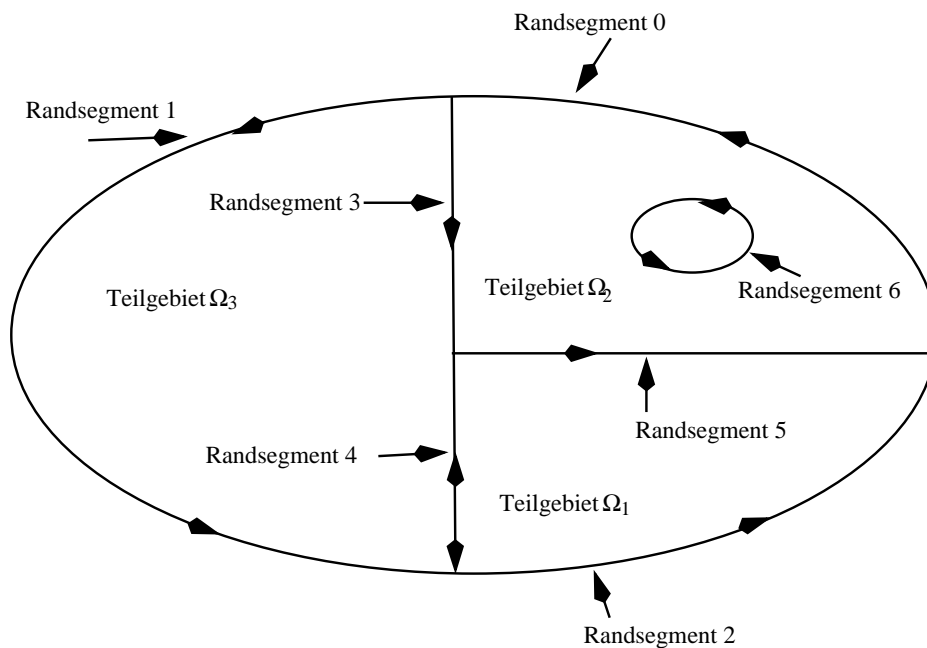 Randsegment 0
Randsegment 1
Randsegment 3
Teilgebiet Ω₃
Teilgebiet Ω₂
Randsegement 6
Randsegment 5
Randsegment 4
Teilgebiet Ω₁
Randsegment 2